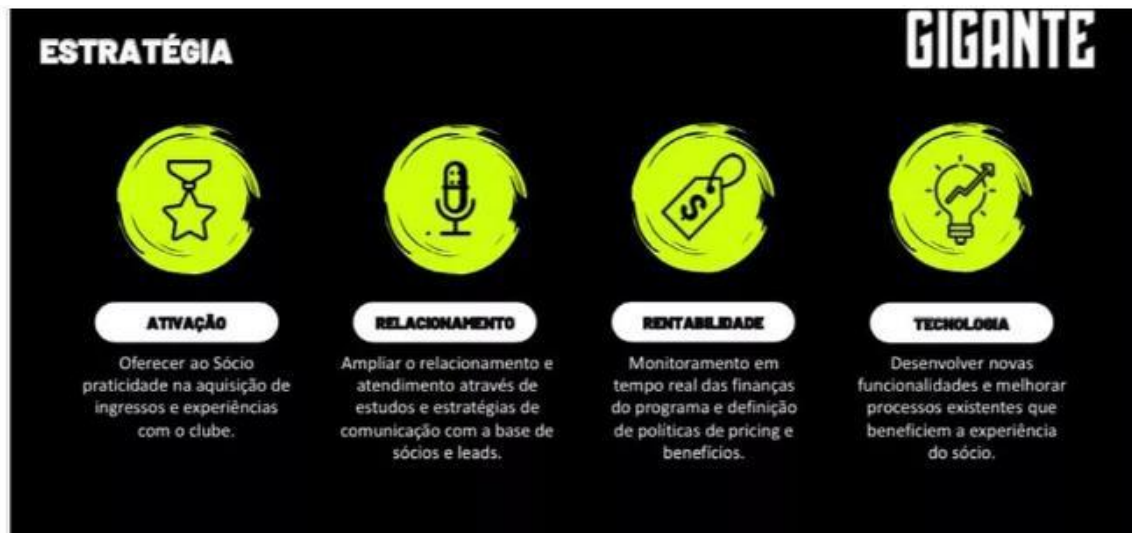 ESTRATÉGIA
GIGANTE
ATIVAÇÃO
Oferecer ao Sócio
praticidade na aquisição de
ingressos e experiências
com o clube.
RELACIONAMENTO
Ampliar o relacionamento e
atendimento através de
estudos e estratégias de
comunicação com a base de
sócios e leads.
RENTABILIDADE
Monitoramento em
tempo real das finanças
do programa e definição
de políticas de pricing e
benefícios.
TECNOLOGIA
Desenvolver novas
funcionalidades e melhorar
processos existentes que
beneficiem a experiência
do sócio.